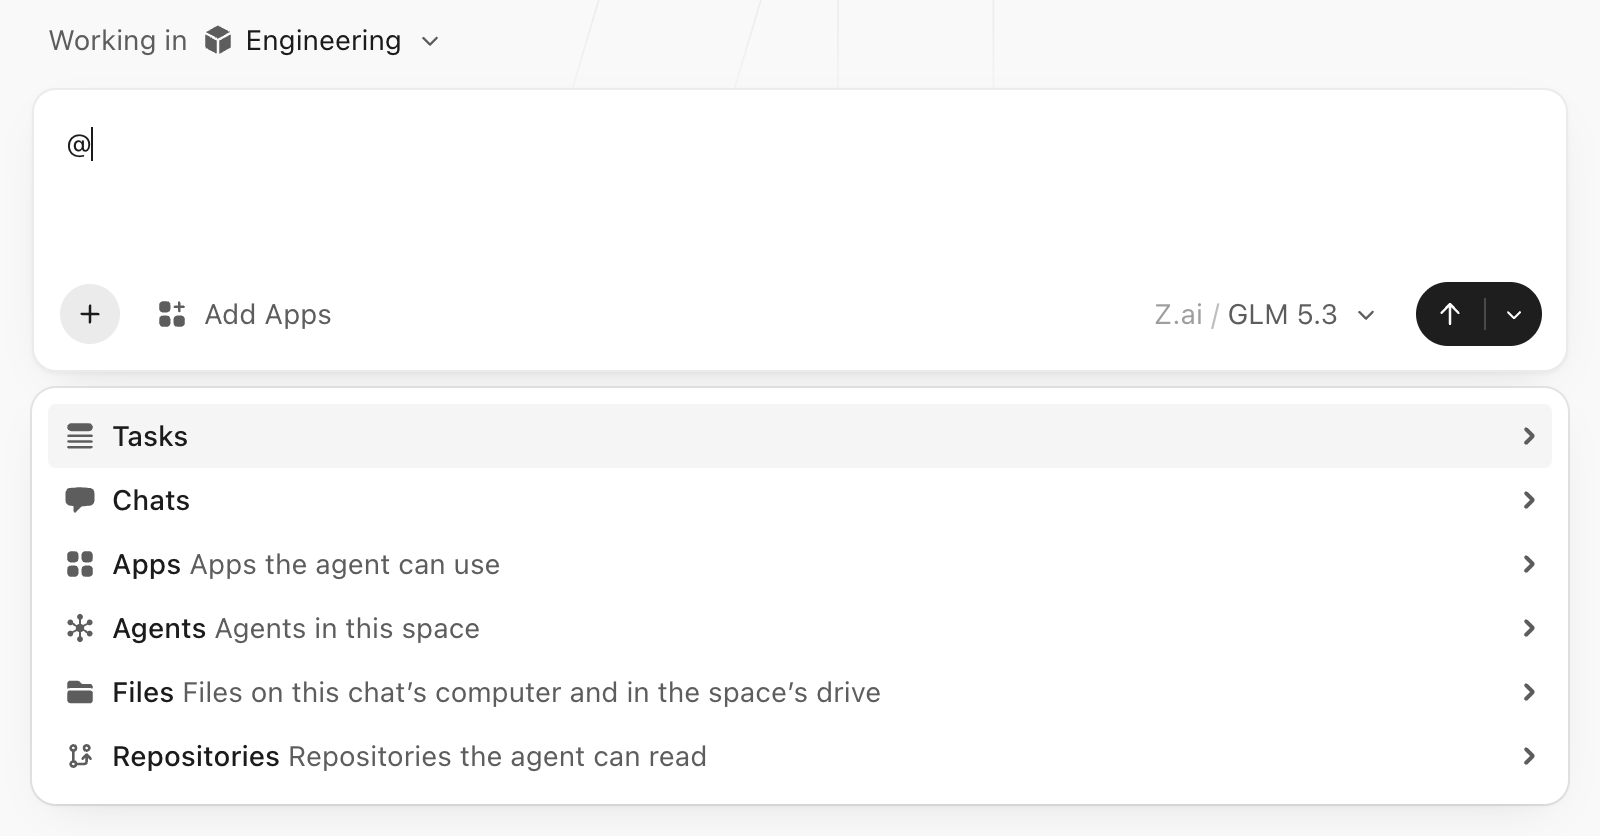 Working in Engineering
@
Add Apps
Z.ai / GLM 5.3
Tasks
Chats
Apps Apps the agent can use
Agents Agents in this space
Files Files on this chat’s computer and in the space’s drive
Repositories Repositories the agent can read